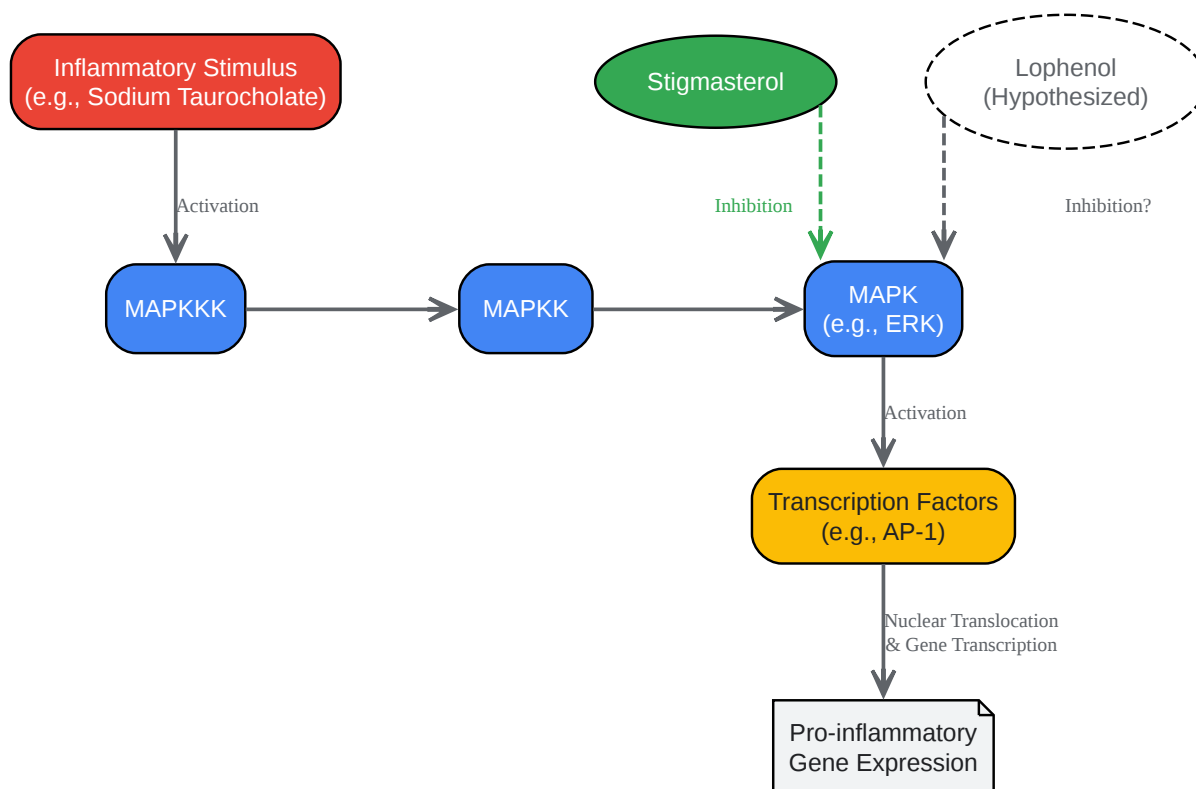 Inflammatory Stimulus
(e.g., Sodium Taurocholate)
Stigmasterol
Lophenol
(Hypothesized)
Activation
Inhibition
Inhibition?
MAPKKK
MAPKK
MAPK
(e.g., ERK)
Activation
Transcription Factors
(e.g., AP-1)
Nuclear Translocation
& Gene Transcription
Pro-inflammatory
Gene Expression